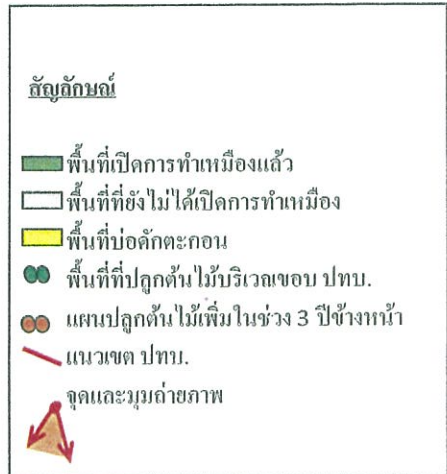 สัญลักษณ์
พื้นที่เปิดการทำเหมืองแล้ว
พื้นที่ที่ยังไม่ได้เปิดการทำเหมือง
พื้นที่บ่อดักตะกอน
พื้นที่ที่ปลูกต้นไม้บริเวณขอบ ปทบ.
แผนปลูกต้นไม้เพิ่มในช่วง 3 ปีข้างหน้า
แนวเขต ปทบ.
จุดและมุมถ่ายภาพ